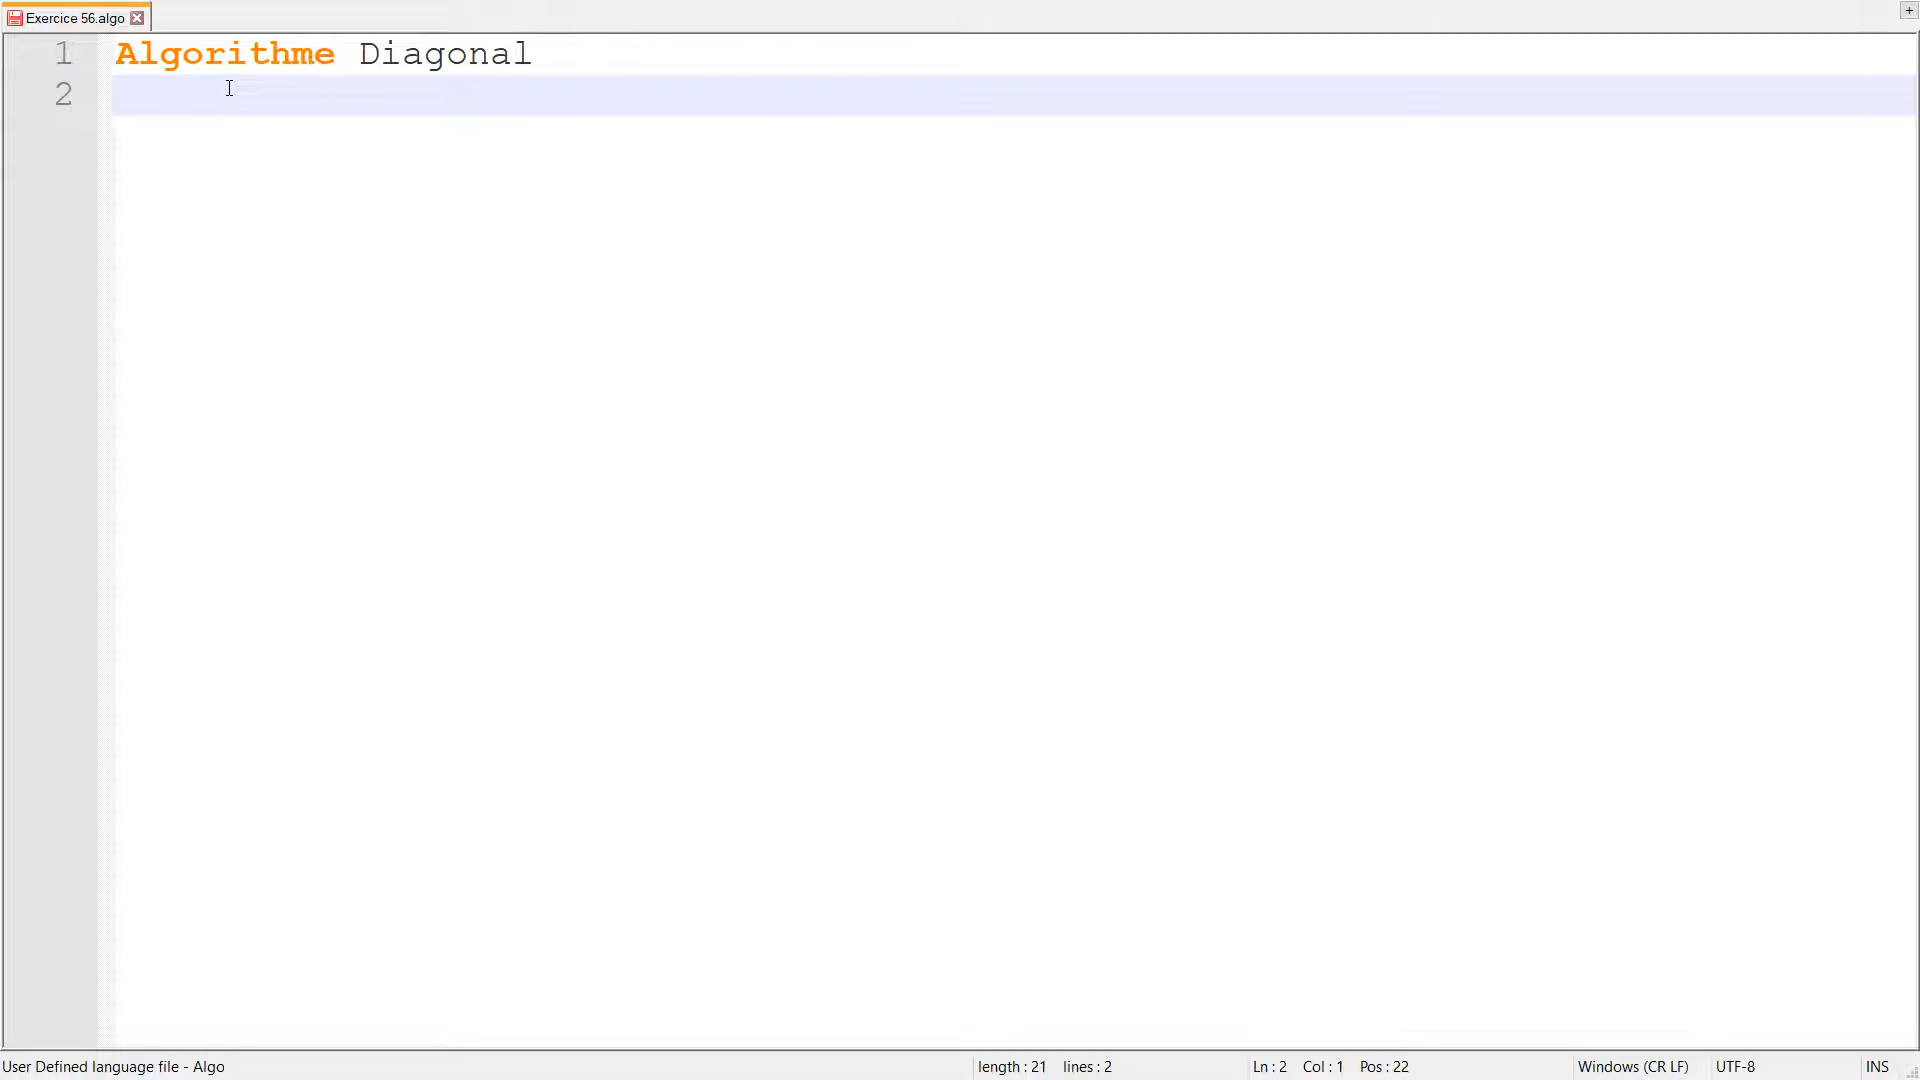 Exercice 56.algo
1 Algorithme Diagonal
2
User Defined language file - Algo length : 21 lines : 2 Ln : 2 Col : 1 Pos : 22 Windows (CR LF) UTF-8 INS